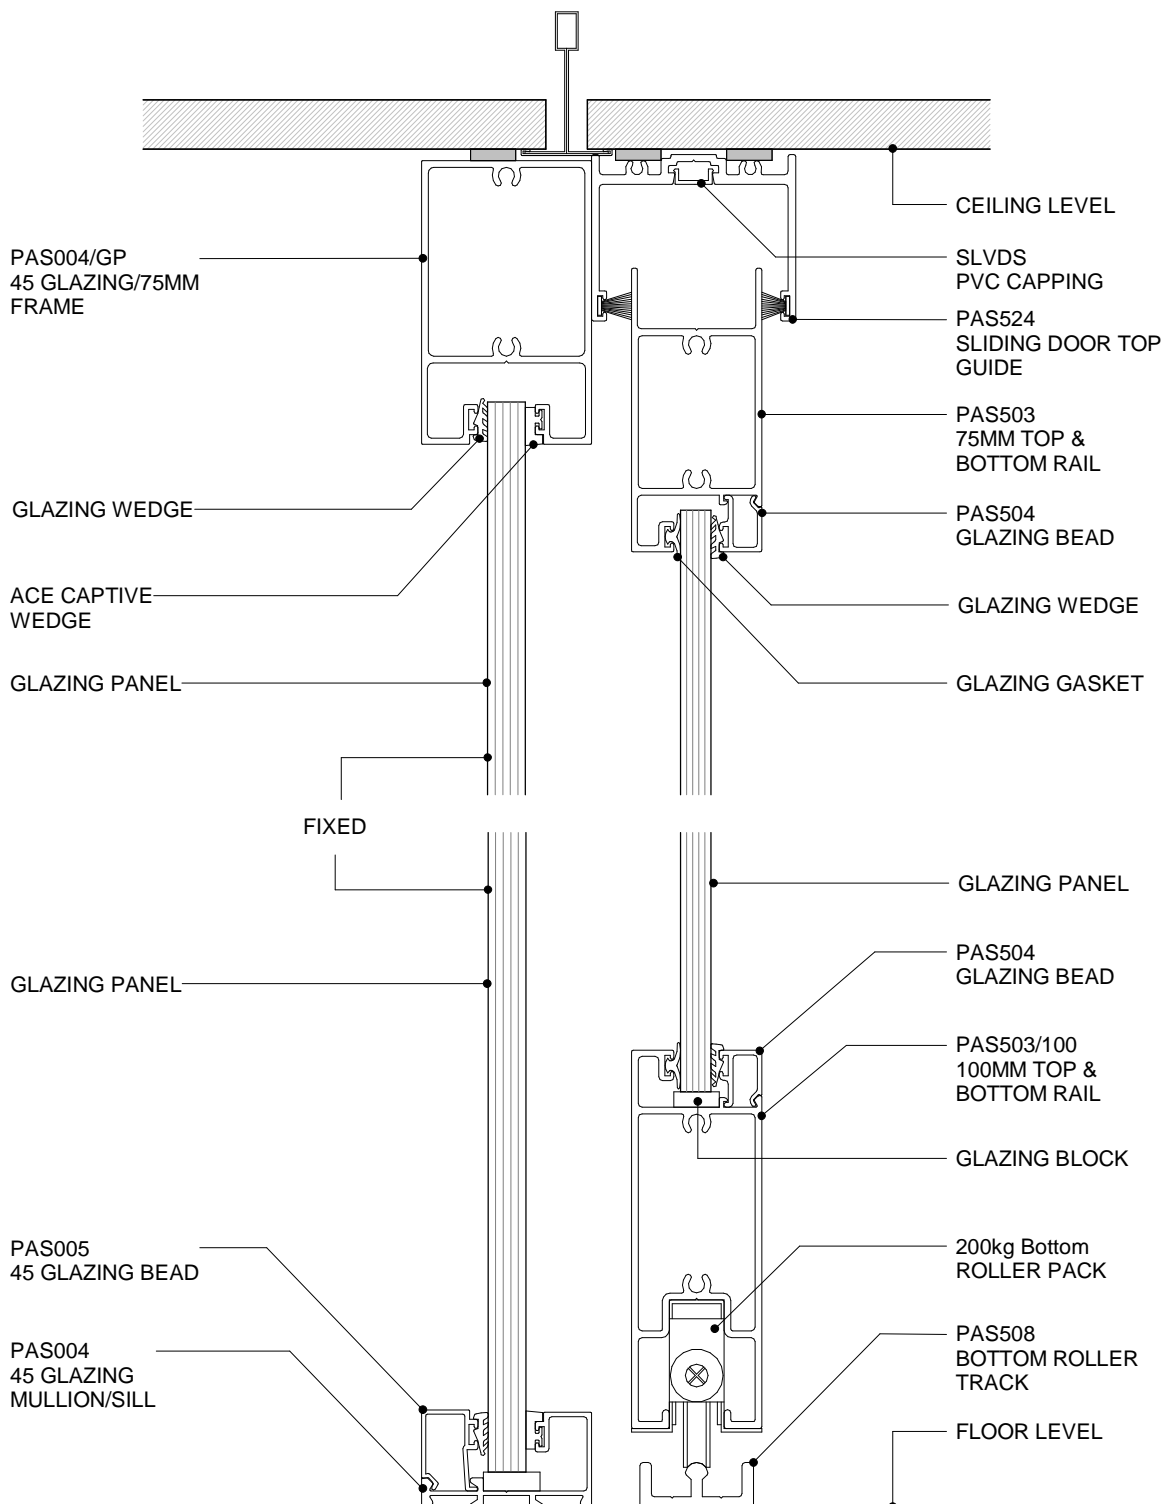 PAS004/GP
45 GLAZING/75MM
FRAME
GLAZING WEDGE
ACE CAPTIVE
WEDGE
GLAZING PANEL
FIXED
GLAZING PANEL
PAS005
45 GLAZING BEAD
PAS004
45 GLAZING
MULLION/SILL
CEILING LEVEL
SLVDS
PVC CAPPING
PAS524
SLIDING DOOR TOP
GUIDE
PAS503
75MM TOP &
BOTTOM RAIL
PAS504
GLAZING BEAD
GLAZING WEDGE
GLAZING GASKET
GLAZING PANEL
PAS504
GLAZING BEAD
PAS503/100
100MM TOP &
BOTTOM RAIL
GLAZING BLOCK
200kg Bottom
ROLLER PACK
PAS508
BOTTOM ROLLER
TRACK
FLOOR LEVEL